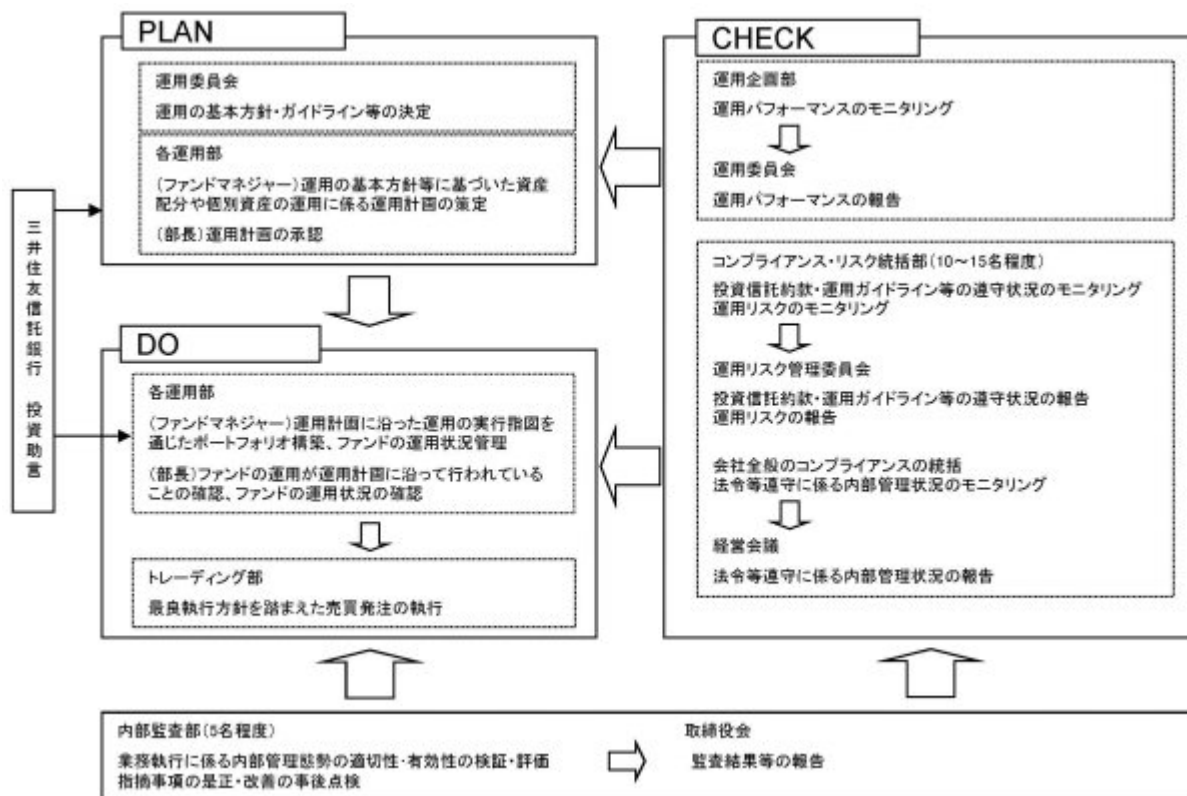 三井住友信託銀行 投資助言
PLAN
運用委員会
運用の基本方針・ガイドライン等の決定
各運用部
(ファンドマネジャー)運用の基本方針等に基づいた資産
配分や個別資産の運用に係る運用計画の策定
(部長)運用計画の承認
DO
各運用部
(ファンドマネジャー)運用計画に沿った運用の実行指図を
通じたポートフォリオ構築、ファンドの運用状況管理
(部長)ファンドの運用が運用計画に沿って行われている
ことの確認、ファンドの運用状況の確認
トレーディング部
最良執行方針を踏まえた売買発注の執行
CHECK
運用企画部
運用パフォーマンスのモニタリング
運用委員会
運用パフォーマンスの報告
コンプライアンス・リスク統括部(10～15名程度)
投資信託約款・運用ガイドライン等の遵守状況のモニタリング
運用リスクのモニタリング
運用リスク管理委員会
投資信託約款・運用ガイドライン等の遵守状況の報告
運用リスクの報告
会社全般のコンプライアンスの統括
法令等遵守に係る内部管理状況のモニタリング
経営会議
法令等遵守に係る内部管理状況の報告
内部監査部(5名程度)
業務執行に係る内部管理態勢の適切性・有効性の検証・評価
指摘事項の是正・改善の事後点検
取締役会
監査結果等の報告